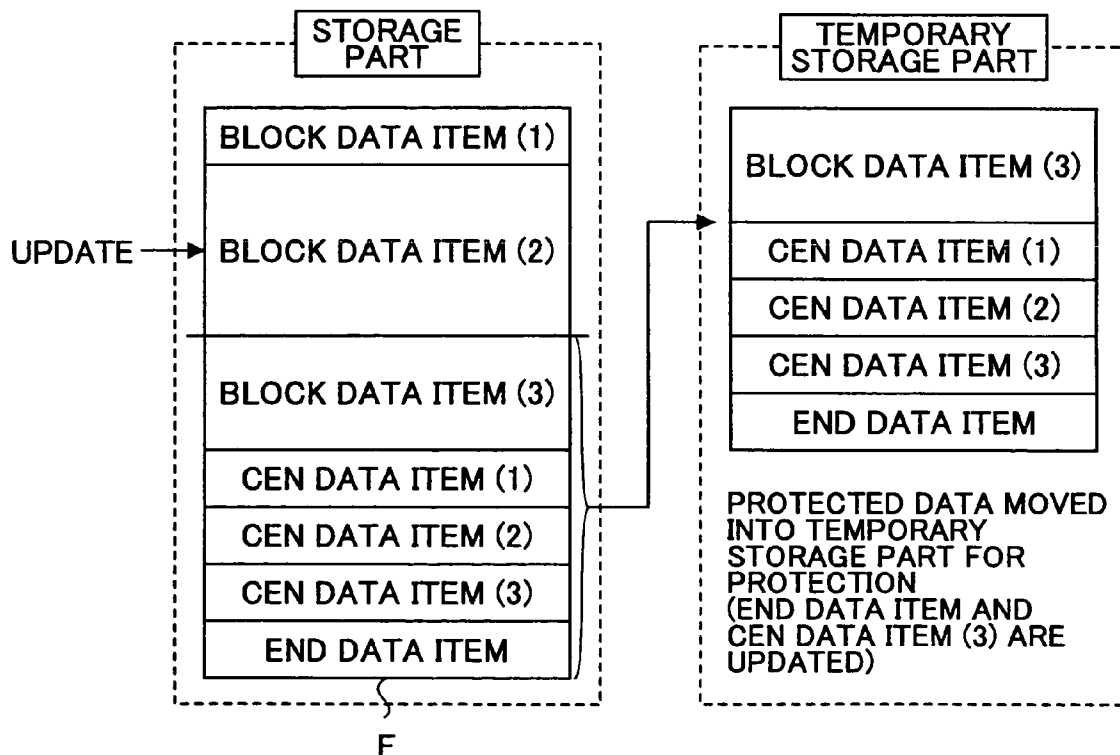 STORAGE
PART
BLOCK DATA ITEM (1)
UPDATE
BLOCK DATA ITEM (2)
BLOCK DATA ITEM (3)
CEN DATA ITEM (1)
CEN DATA ITEM (2)
CEN DATA ITEM (3)
END DATA ITEM
F
TEMPORARY
STORAGE PART
BLOCK DATA ITEM (3)
CEN DATA ITEM (1)
CEN DATA ITEM (2)
CEN DATA ITEM (3)
END DATA ITEM
PROTECTED DATA MOVED
INTO TEMPORARY
STORAGE PART FOR
PROTECTION
(END DATA ITEM AND
CEN DATA ITEM (3) ARE
UPDATED)